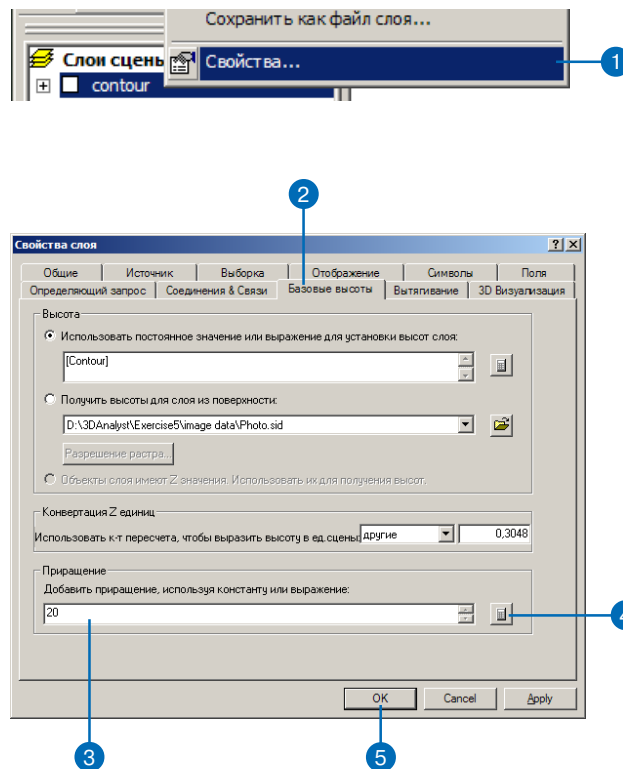 Сохранить как файл слоя...
Слои сцень
Свойства...
1
contour
2
Свойства слоя
Общие Источник Выборка Отображение Символы Поля
Определяющий запрос Соединения & Связи Базовые высоты Вытягивание 3D Визуализация
Высота
Использовать постоянное значение или выражение для установки высот слоя:
[Contour]
Получить высоты для слоя из поверхности:
D:\3DAnalyst\Exercise5\image data\Photo.sid
Разрешение растра...
Объекты слоя имеют Z значения. Использовать их для получения высот.
Конвертация Z единиц
Использовать к-т пересчета, чтобы выразить высоту в ед.сцены: другие 0,3048
Приращение
Добавить приращение, используя константу или выражение:
20
4
OK Cancel Apply
3 5